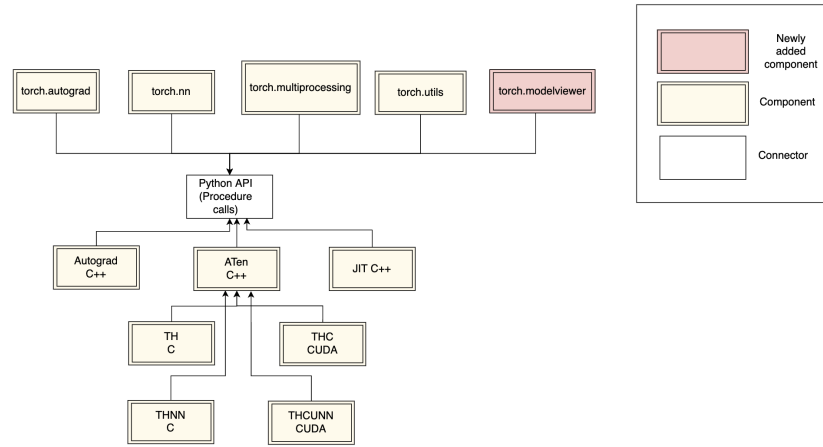 torch.autograd
torch.nn
torch.multiprocessing
torch.utils
torch.modelviewer
Newly
added
component
Component
Connector
Python API
(Procedure
calls)
Autograd
C++
ATen
C++
JIT C++
TH
C
THC
CUDA
THNN
C
THCUNN
CUDA